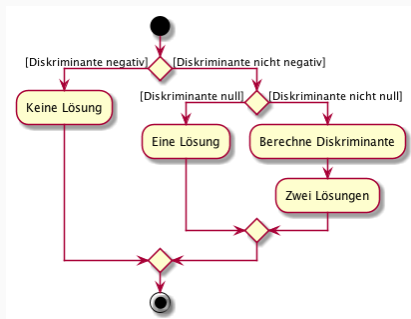 [Diskriminante negativ]
[Diskriminante nicht negativ]
Keine Lösung
[Diskriminante null]
[Diskriminante nicht null]
Eine Lösung
Berechne Diskriminante
Zwei Lösungen